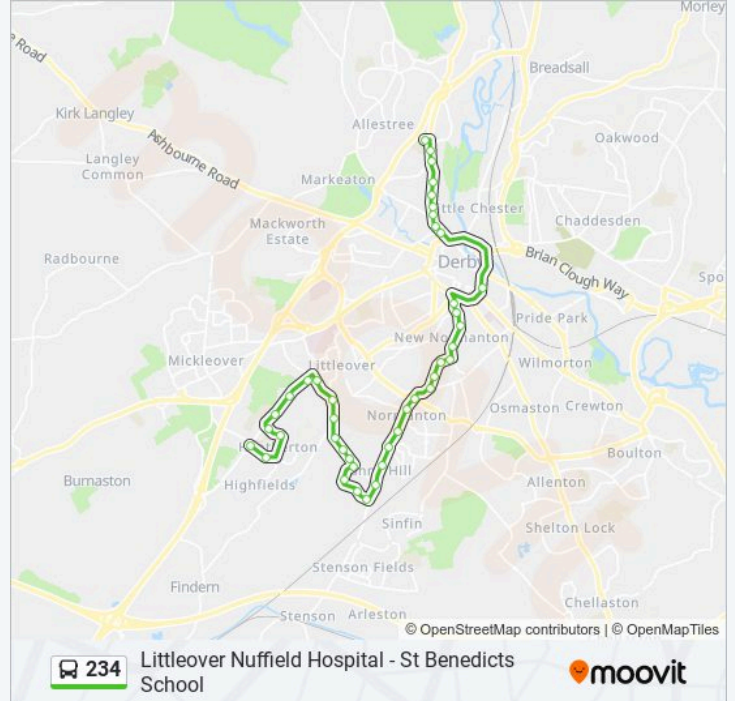 Morley
e Road
Breadsall
Kirk Langley
Allestree
Oakwood
Ashbourne Road
Langley
Common
Markeaton
ttle Chester
Chaddesden
Mackworth
Estate
Radbourne
Derby
Brian Clough Way
Spo
Pride Park
New Normanton
Mickleover
Littleover
Wilmorton
Osmaston
Crewton
Normanton
Boulton
Burnaston
Highfields
Hill
Allenton
Sinfin
Shelton Lock
Stenson Fields
Findern
Chellaston
Stenson
Arleston
© OpenStreetMap contributors | © OpenMapTiles
234
Littleover Nuffield Hospital - St Benedicts
School
moovit